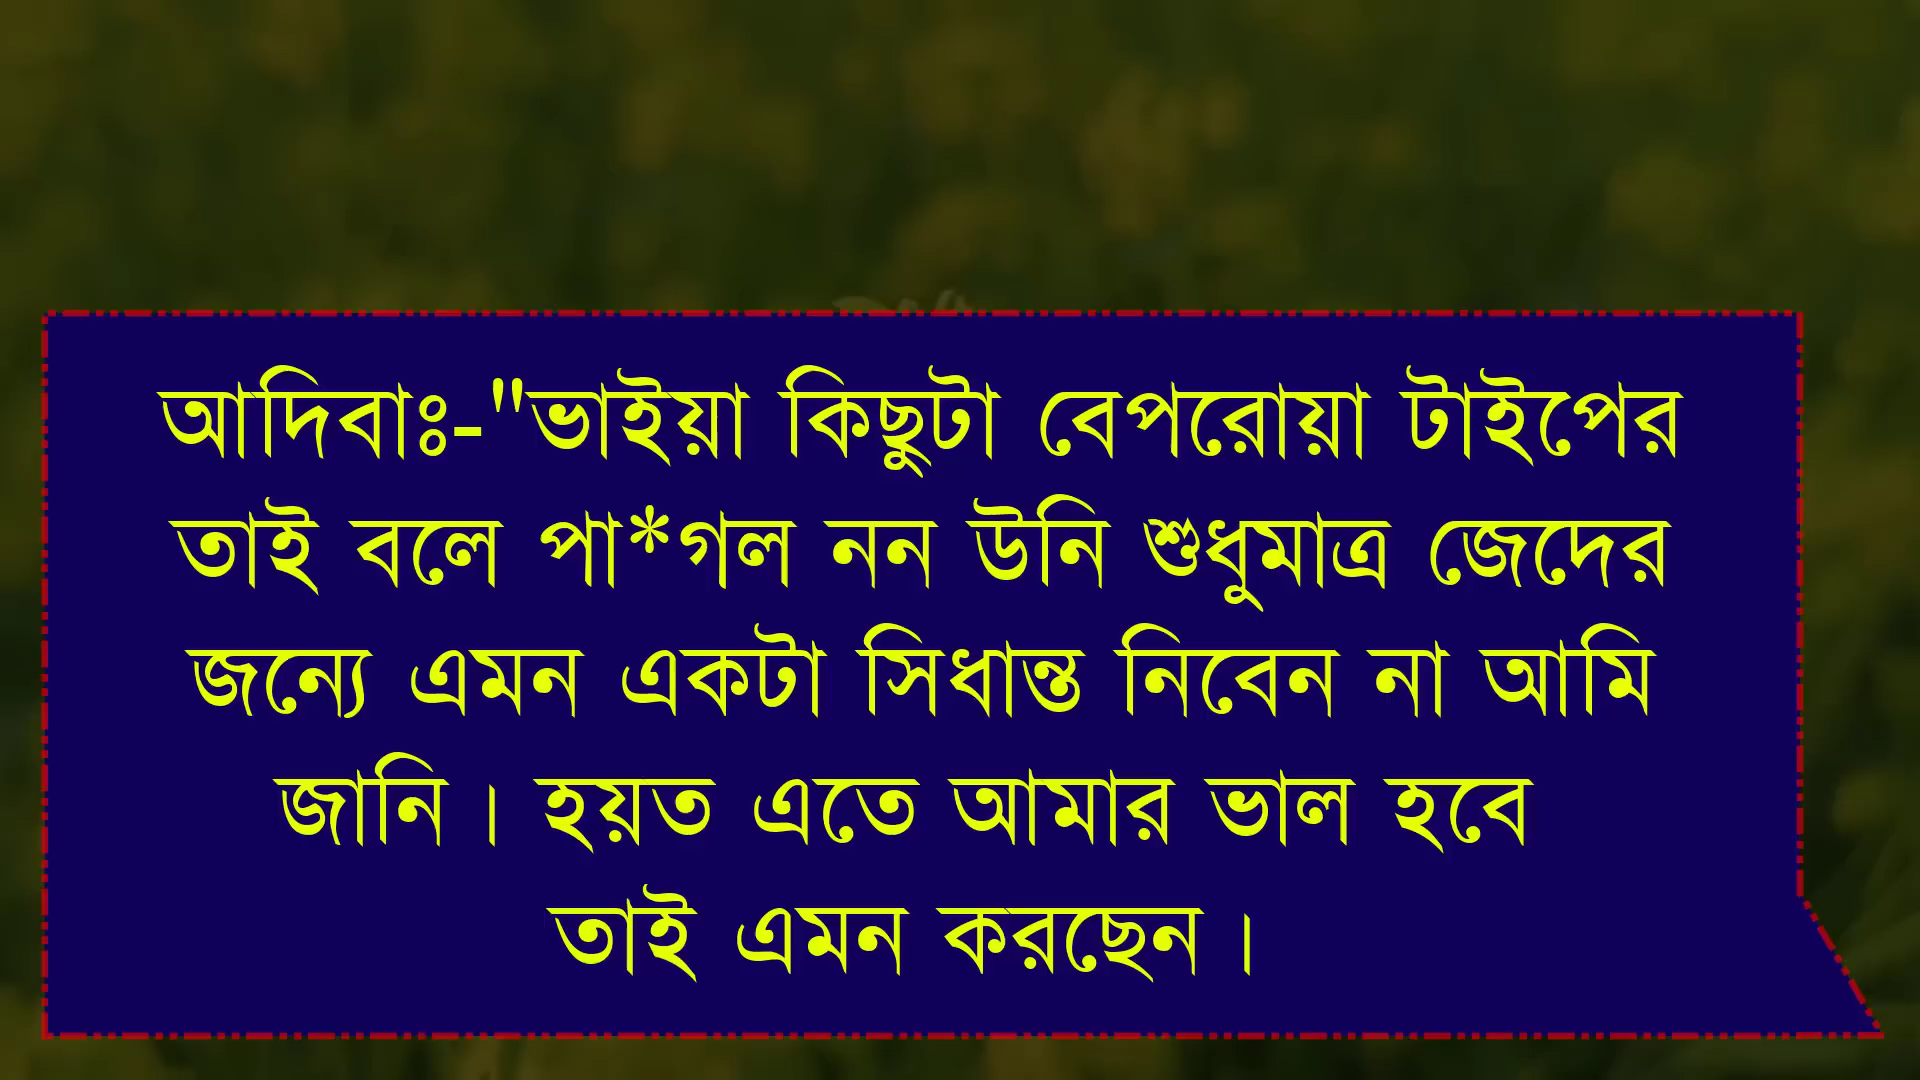 আদিবাঃ-"ভাইয়া কিছুটা বেপরোয়া টাইপের
তাই বলে পা*গল নন উনি শুধুমাত্র জেদের
জন্যে এমন একটা সিধান্ত নিবেন না আমি
জানি। হয়ত এতে আমার ভাল হবে
তাই এমন করছেন।